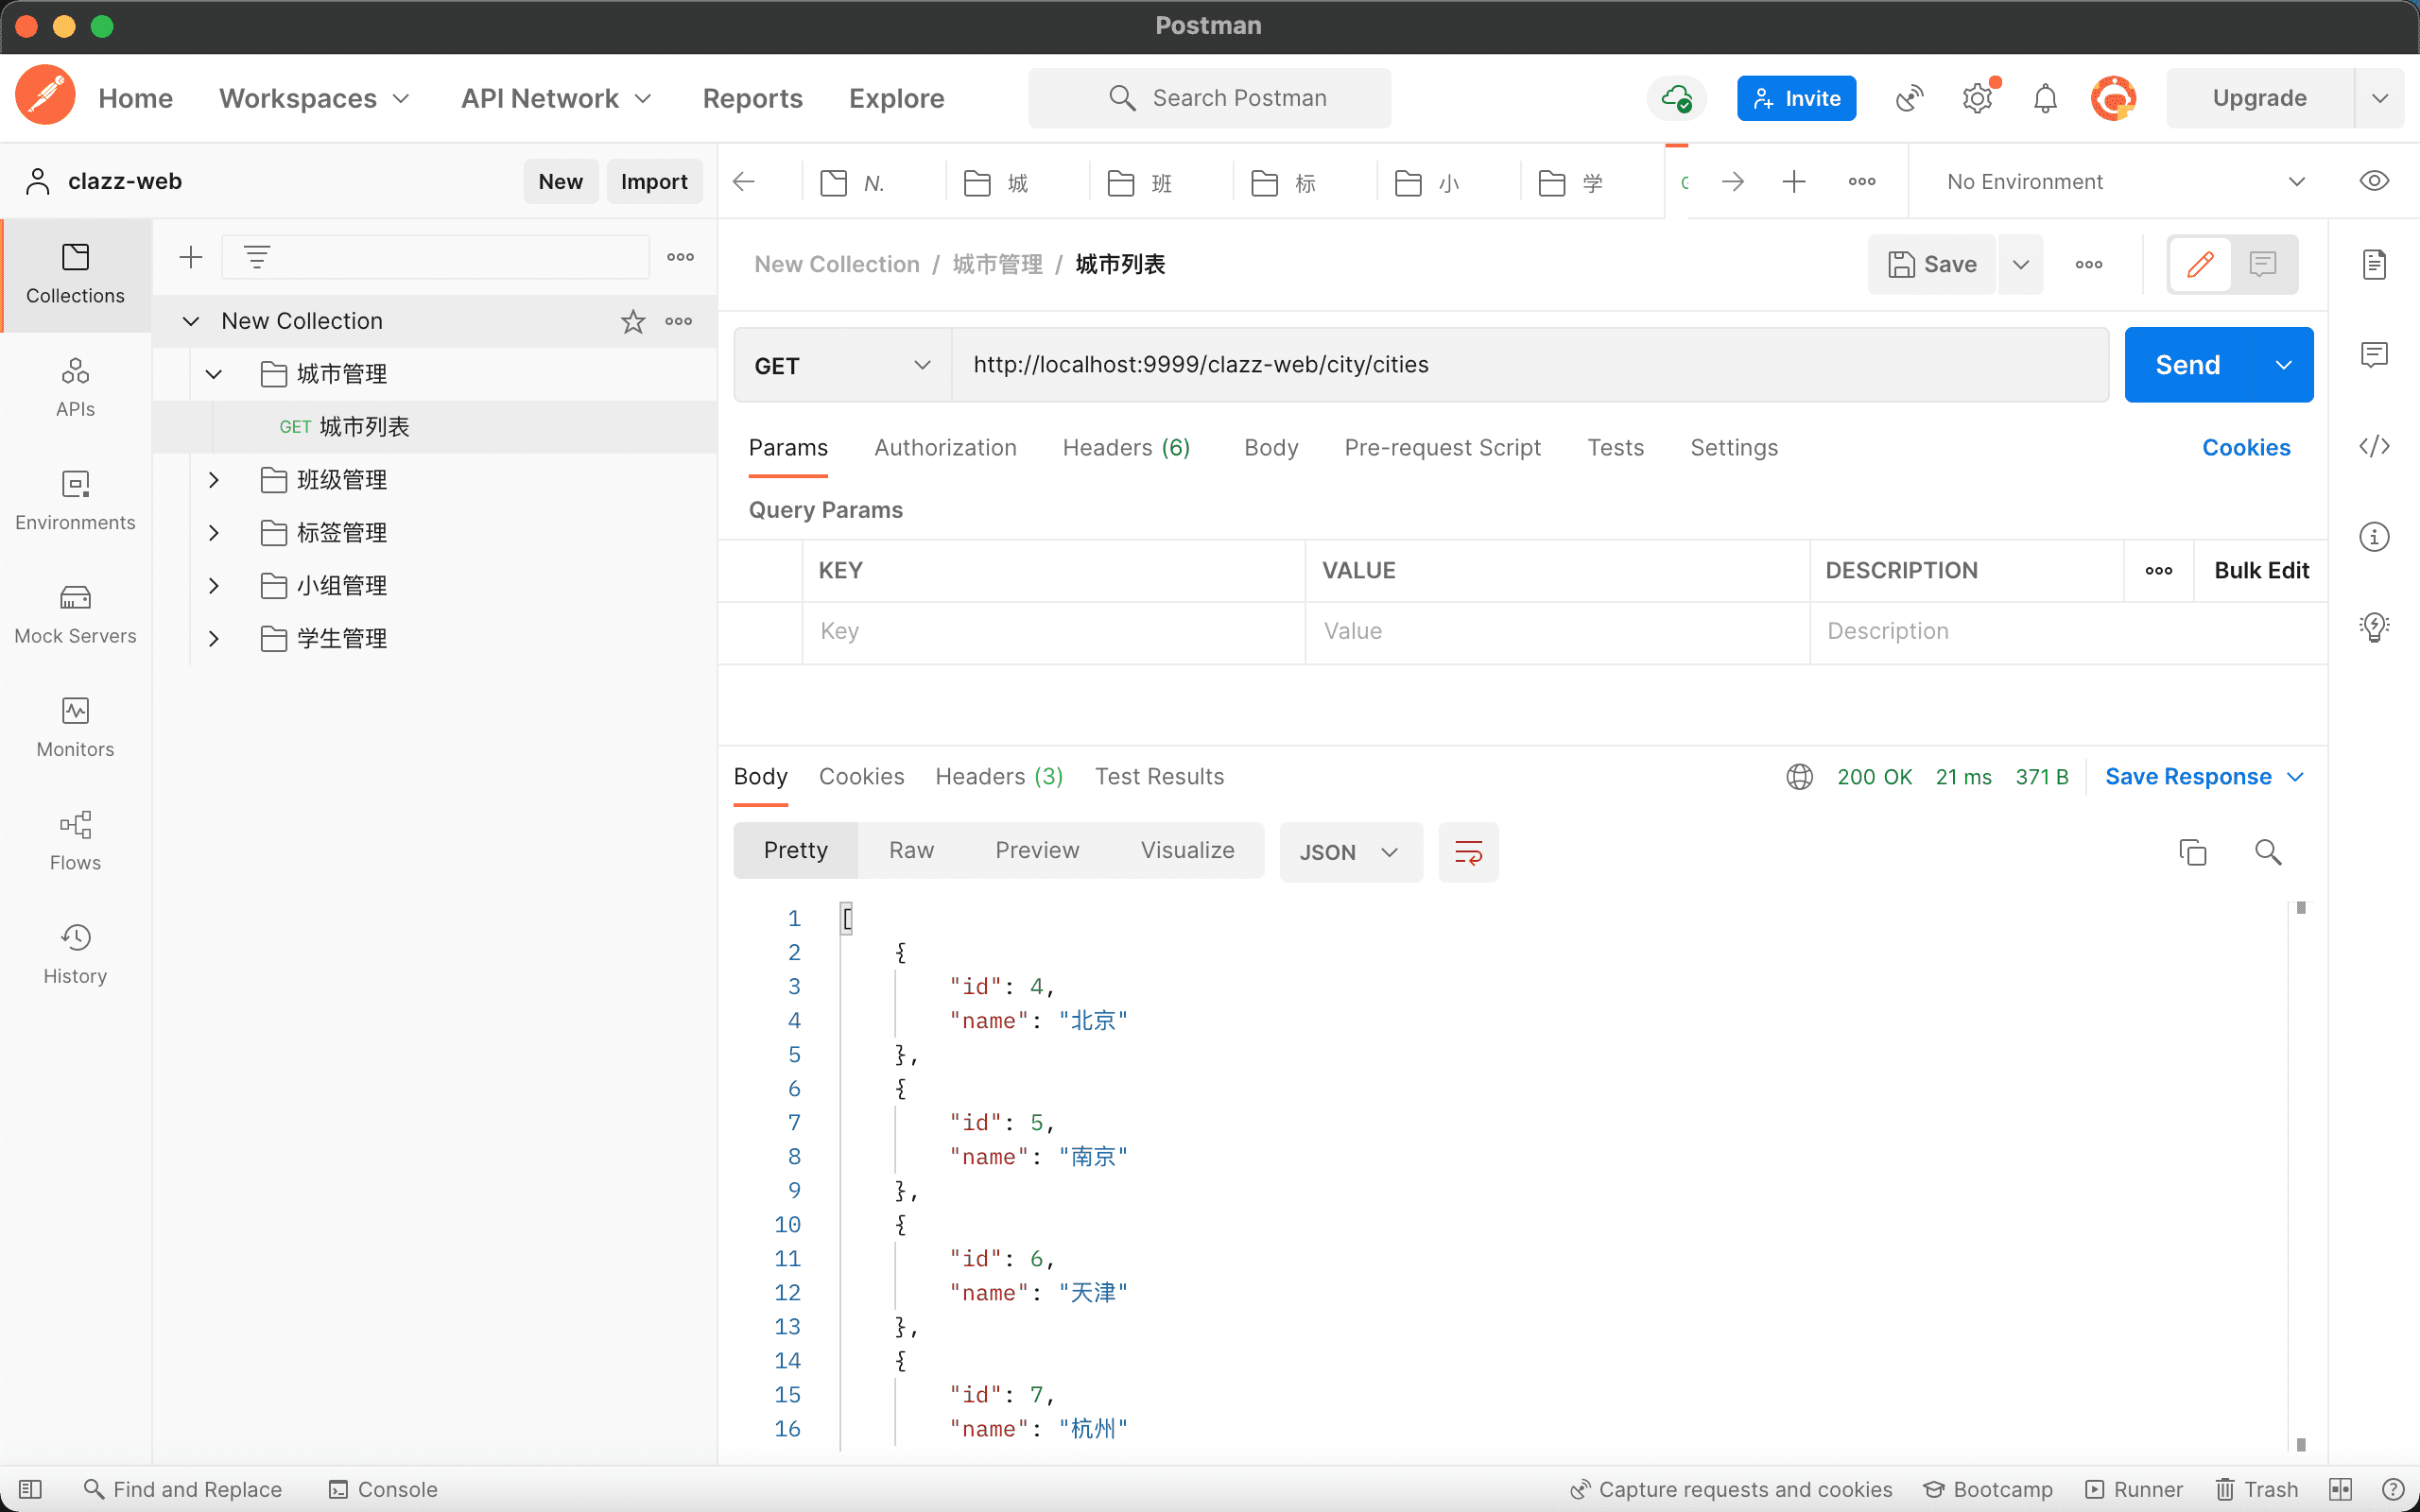 Postman
Home Workspaces API Network Reports Explore Search Postman Invite Upgrade
clazz-web New Import N. 城 班 标 小 学 No Environment
Collections
APIs
Environments
Mock Servers
Monitors
Flows
History
New Collection
城市管理
GET 城市列表
班级管理
标签管理
小组管理
学生管理
New Collection / 城市管理 / 城市列表 Save
GET http://localhost:9999/clazz-web/city/cities Send
Params Authorization Headers (6) Body Pre-request Script Tests Settings Cookies
Query Params
KEY VALUE DESCRIPTION Bulk Edit
Key Value Description
Body Cookies Headers (3) Test Results 200 OK 21 ms 371 B Save Response
Pretty Raw Preview Visualize JSON
1 [
2 {
3 "id": 4,
4 "name": "北京"
5 },
6 {
7 "id": 5,
8 "name": "南京"
9 },
10 {
11 "id": 6,
12 "name": "天津"
13 },
14 {
15 "id": 7,
16 "name": "杭州"
Find and Replace Console Capture requests and cookies Bootcamp Runner Trash